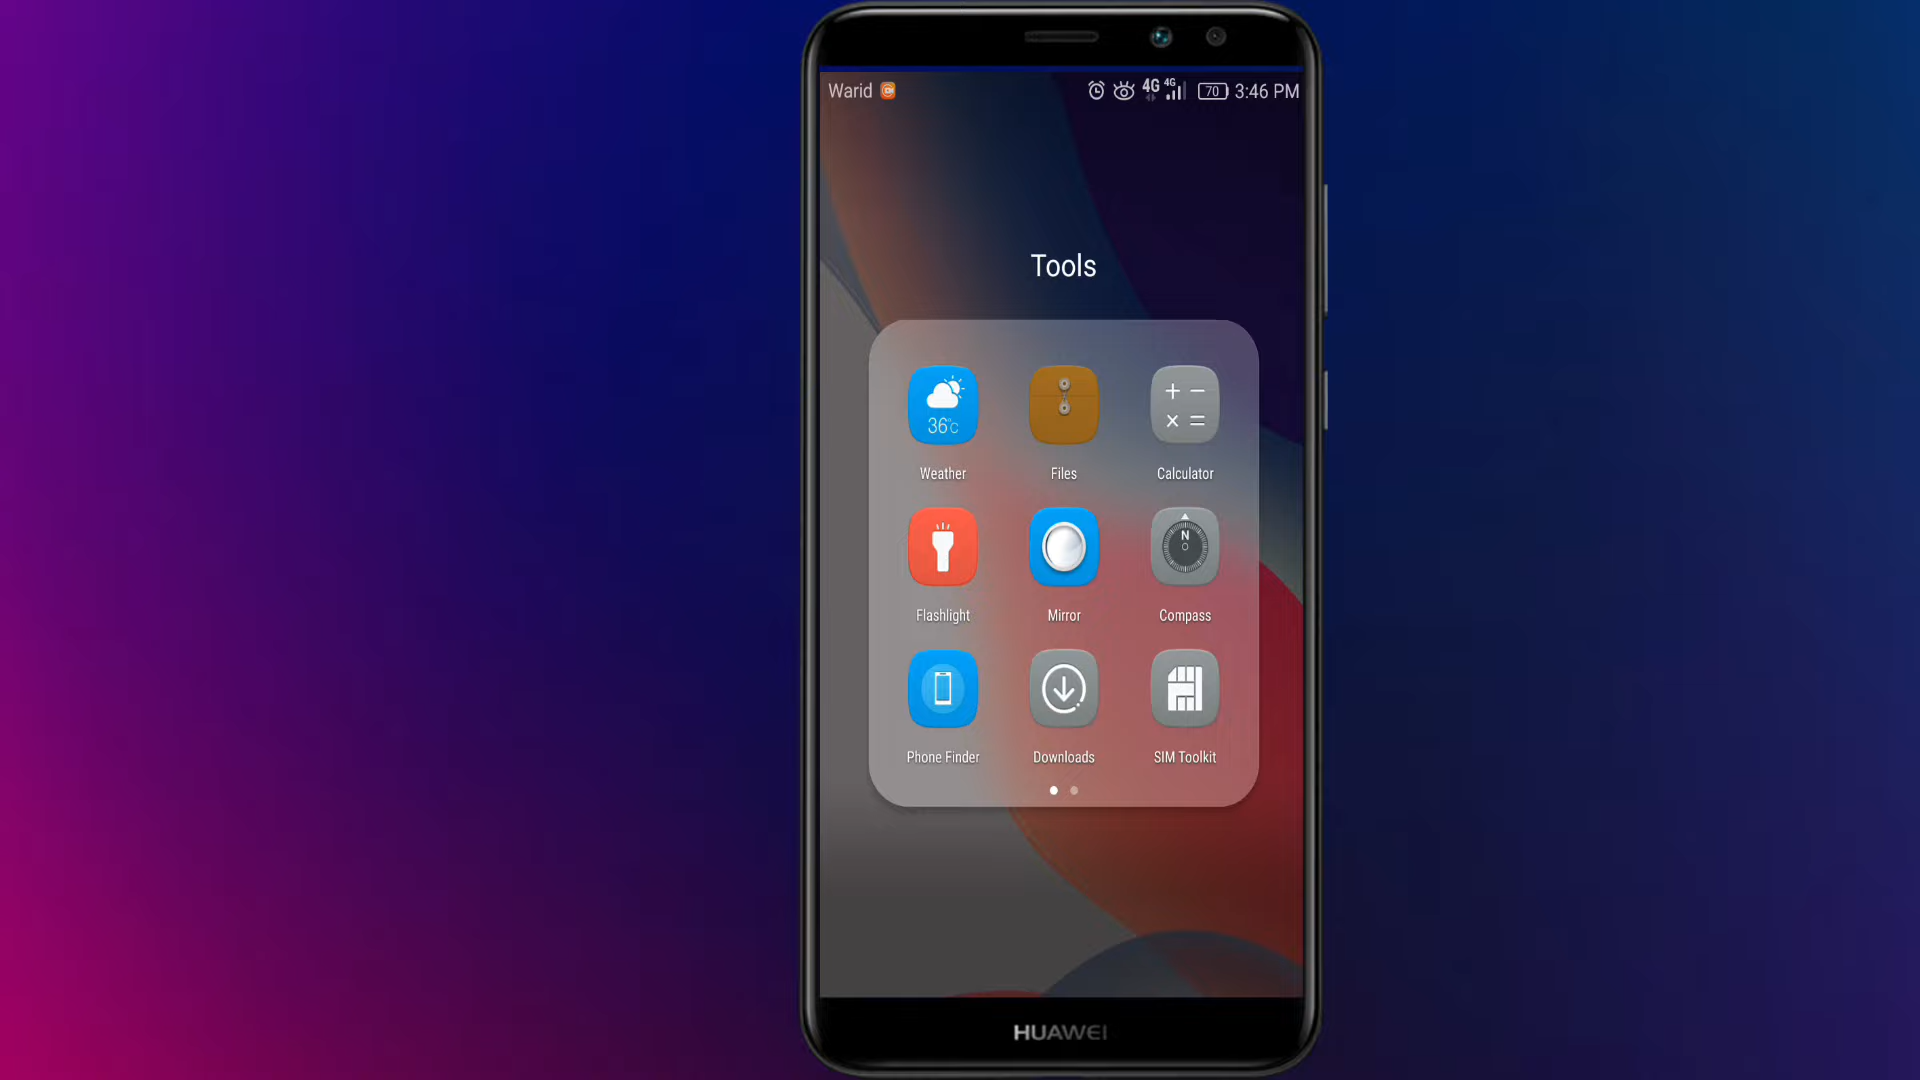 Warid 4G 4G 70 3:46 PM
Tools
36°c
+ −
× =
N
Weather Files Calculator
Flashlight Mirror Compass
Phone Finder Downloads SIM Toolkit
HUAWEI